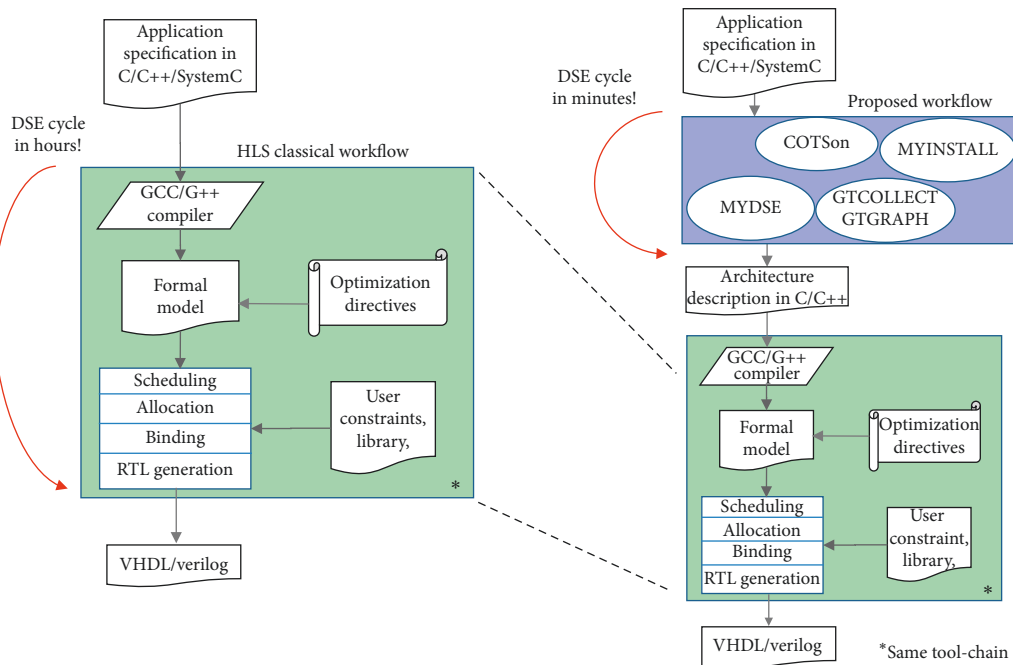 Application
specification in
C/C++/SystemC
DSE cycle
in hours!
HLS classical workflow
GCC/G++
compiler
Formal
model
Optimization
directives
Scheduling
Allocation
Binding
RTL generation
User
constraints,
library,
*
VHDL/verilog
Application
specification in
C/C++/SystemC
DSE cycle
in minutes!
Proposed workflow
COTSon
MYINSTALL
MYDSE
GTCOLLECT
GTGRAPH
Architecture
description in C/C++
GCC/G++
compiler
Formal
model
Optimization
directives
Scheduling
Allocation
Binding
RTL generation
User
constraint,
library,
*
VHDL/verilog
*Same tool-chain